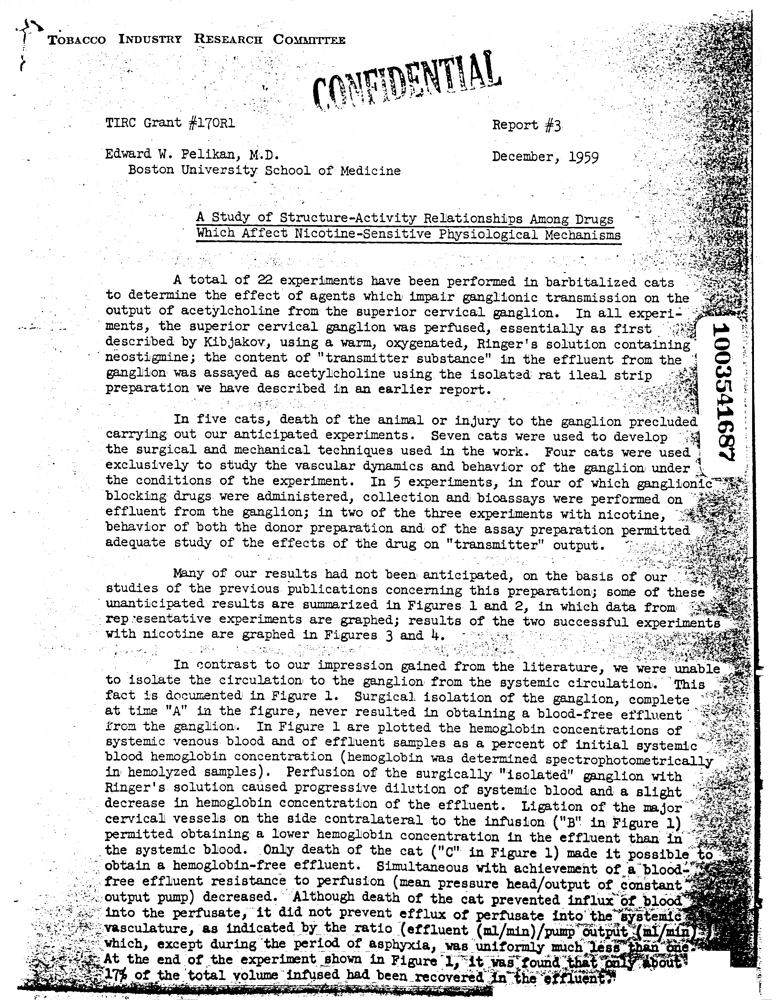 TOBACCO INDUSTRY RESEARCH COMMITTEE
CONFIDENTIAL
TIRC Grant #170R1 Report #3
Edward W. Pelikan, M.D. December, 1959
Boston University School of Medicine
A Study of Structure-Activity Relationships Among Drugs
Which Affect Nicotine-Sensitive Physiological Mechanisms
A total of 22 experiments have been performed in barbitalized cats
to determine the effect of agents which impair ganglionic transmission on the
output of acetylcholine from the superior cervical ganglion. In all experi-
ments, the superior cervical ganglion was perfused, essentially as first
described by Kibjakov, using a warm, oxygenated, Ringer's solution containing
neostigmine; the content of "transmitter substance" in the effluent from the
ganglion was assayed as acetylcholine using the isolated rat ileal strip
preparation we have described in an earlier report.
In five cats, death of the animal or injury to the ganglion precluded
carrying out our anticipated experiments. Seven cats were used to develop
the surgical and mechanical techniques used in the work. Four cats were used
exclusively to study the vascular dynamics and behavior of the ganglion under
the conditions of the experiment. In 5 experiments, in four of which ganglionic
blocking drugs were administered, collection and bioassays were performed on
effluent from the ganglion; in two of the three experiments with nicotine,
behavior of both the donor preparation and of the assay preparation permitted
adequate study of the effects of the drug on "transmitter" output.
Many of our results had not been anticipated, on the basis of our
studies of the previous publications concerning this preparation; some of these
unanticipated results are summarized in Figures 1 and 2, in which data from
representative experiments are graphed; results of the two successful experiments
with nicotine are graphed in Figures 3 and 4.
In contrast to our impression gained from the literature, we were unable
to isolate the circulation to the ganglion from the systemic circulation. This
fact is documented in Figure 1. Surgical isolation of the ganglion, complete
at time "A" in the figure, never resulted in obtaining a blood-free effluent
from the ganglion. In Figure 1 are plotted the hemoglobin concentrations of
systemic venous blood and of effluent samples as a percent of initial systemic
blood hemoglobin concentration (hemoglobin was determined spectrophotometrically
in hemolyzed samples). Perfusion of the surgically "isolated" ganglion with
Ringer's solution caused progressive dilution of systemic blood and a slight
decrease in hemoglobin concentration of the effluent. Ligation of the major
cervical vessels on the side contralateral to the infusion ("B" in Figure 1)
permitted obtaining a lower hemoglobin concentration in the effluent than in
the systemic blood. Only death of the cat ("C" in Figure 1) made it possible to
obtain a hemoglobin-free effluent. Simultaneous with achievement of a blood-
free effluent resistance to perfusion (mean pressure head/output of constant
output pump) decreased. Although death of the cat prevented influx of blood
into the perfusate, it did not prevent efflux of perfusate into the systemic
vasculature, as indicated by the ratio (effluent (ml/min)/pump output (ml/min))
which, except during the period of asphyxia, was uniformly much less than one.
At the end of the experiment shown in Figure 1, it was found that only about
17% of the total volume infused had been recovered in the effluent.
1003541687